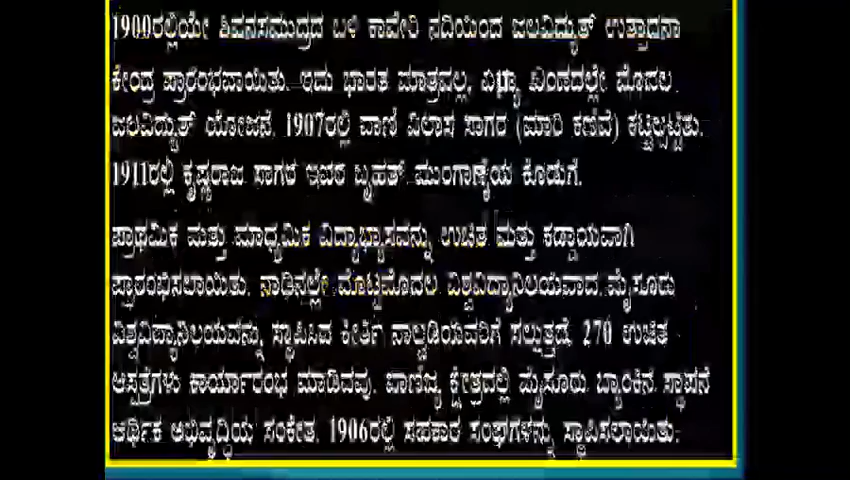 1900ರಲ್ಲಿಯೇ ಶಿವನಸಮುದ್ರದ ಬಳಿ ಕಾವೇರಿ ನದಿಯಿಂದ ಜಲವಿದ್ಯುತ್ ಉತ್ಪಾದನಾ
ಕೇಂದ್ರ ಪ್ರಾರಂಭವಾಯಿತು. ಇದು ಭಾರತ ಮಾತ್ರವಲ್ಲ, ಏಷ್ಯಾ ಖಂಡದಲ್ಲೇ ಮೊದಲ
ಜಲವಿದ್ಯುತ್ ಯೋಜನೆ. 1907ರಲ್ಲಿ ವಾಣಿ ವಿಲಾಸ ಸಾಗರ (ಮಾರಿ ಕಣಿವೆ) ಕಟ್ಟಲ್ಪಟ್ಟಿತು.
1911ರಲ್ಲಿ ಕೃಷ್ಣರಾಜ ಸಾಗರ ಇವರ ಬೃಹತ್ ಮುಂಗಾಣ್ಕೆಯ ಕೊಡುಗೆ.
ಪ್ರಾಥಮಿಕ ಮತ್ತು ಮಾಧ್ಯಮಿಕ ವಿದ್ಯಾಭ್ಯಾಸವನ್ನು ಉಚಿತ ಮತ್ತು ಕಡ್ಡಾಯವಾಗಿ
ಪ್ರಾರಂಭಿಸಲಾಯಿತು. ನಾಡಿನಲ್ಲೇ ಮೊಟ್ಟಮೊದಲ ವಿಶ್ವವಿದ್ಯಾನಿಲಯವಾದ ಮೈಸೂರು
ವಿಶ್ವವಿದ್ಯಾನಿಲಯವನ್ನು ಸ್ಥಾಪಿಸಿದ ಕೀರ್ತಿ ನಾಲ್ವಡಿಯವರಿಗೆ ಸಲ್ಲುತ್ತದೆ. 270 ಉಚಿತ
ಆಸ್ಪತ್ರೆಗಳು ಕಾರ್ಯಾರಂಭ ಮಾಡಿದವು. ವಾಣಿಜ್ಯ ಕ್ಷೇತ್ರದಲ್ಲಿ ಮೈಸೂರು ಬ್ಯಾಂಕಿನ ಸ್ಥಾಪನೆ
ಆರ್ಥಿಕ ಅಭಿವೃದ್ಧಿಯ ಸಂಕೇತ. 1906ರಲ್ಲಿ ಸಹಕಾರ ಸಂಘಗಳನ್ನು ಸ್ಥಾಪಿಸಲಾಯಿತು.